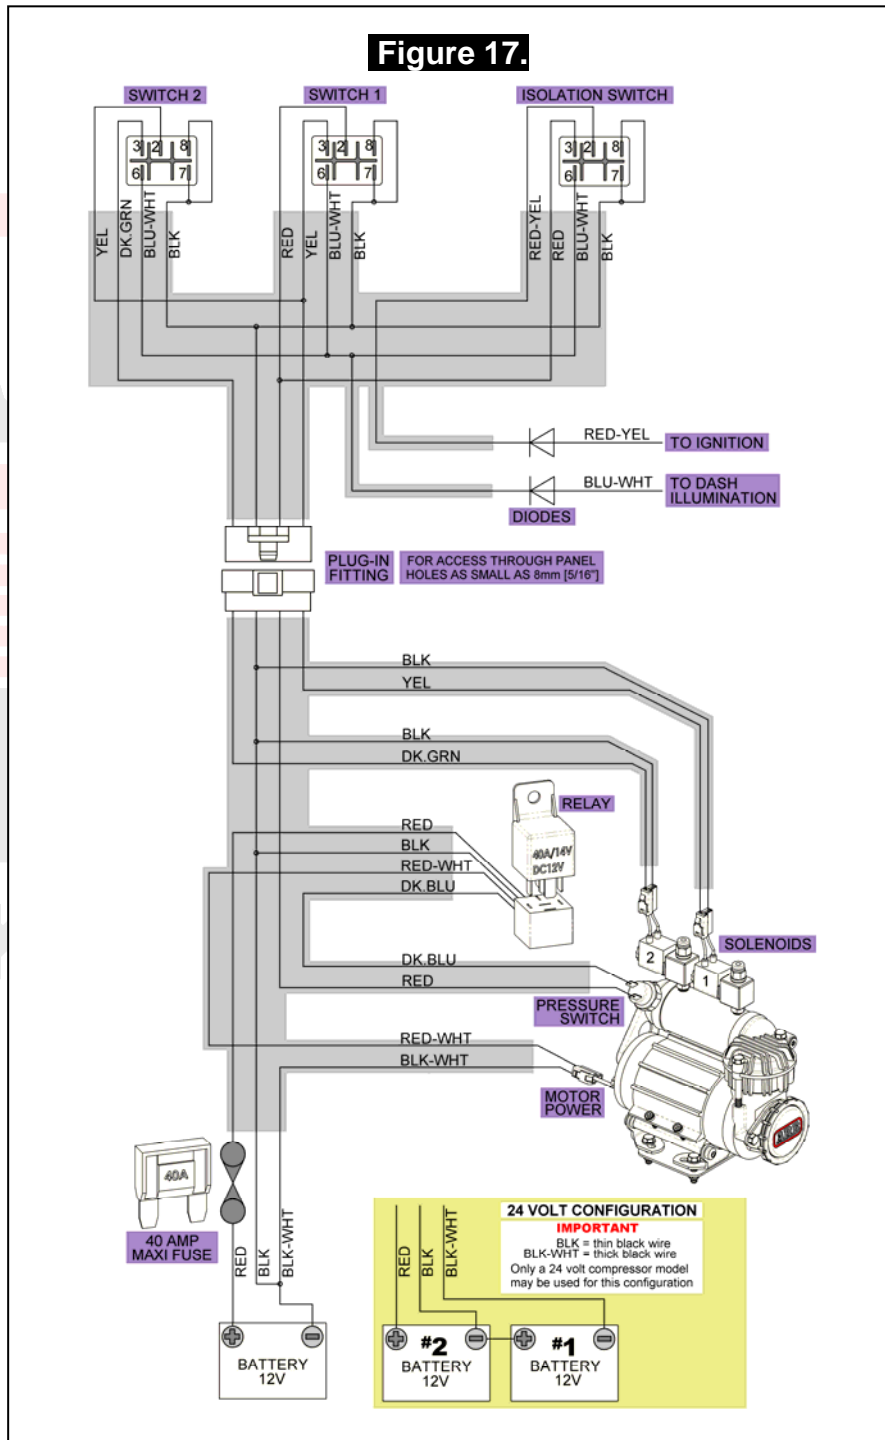 Figure 17.
SWITCH 2
SWITCH 1
ISOLATION SWITCH
3 2 8
6 7
3 2 8
6 7
3 2 8
6 7
YEL
DK.GRN
BLU-WHT
BLK
RED
YEL
BLU-WHT
BLK
RED-YEL
RED
BLU-WHT
BLK
RED-YEL
TO IGNITION
BLU-WHT
TO DASH
ILLUMINATION
DIODES
PLUG-IN
FITTING
FOR ACCESS THROUGH PANEL
HOLES AS SMALL AS 8mm [5/16"]
BLK
YEL
BLK
DK.GRN
RELAY
40A/14V
DC12V
RED
BLK
RED-WHT
DK.BLU
SOLENOIDS
2
1
DK.BLU
RED
PRESSURE
SWITCH
RED-WHT
BLK-WHT
MOTOR
POWER
ARB
40A
40 AMP
MAXI FUSE
RED
BLK
BLK-WHT
BATTERY
12V
24 VOLT CONFIGURATION
IMPORTANT
BLK = thin black wire
BLK-WHT = thick black wire
Only a 24 volt compressor model
may be used for this configuration
RED
BLK
BLK-WHT
#2
BATTERY
12V
#1
BATTERY
12V